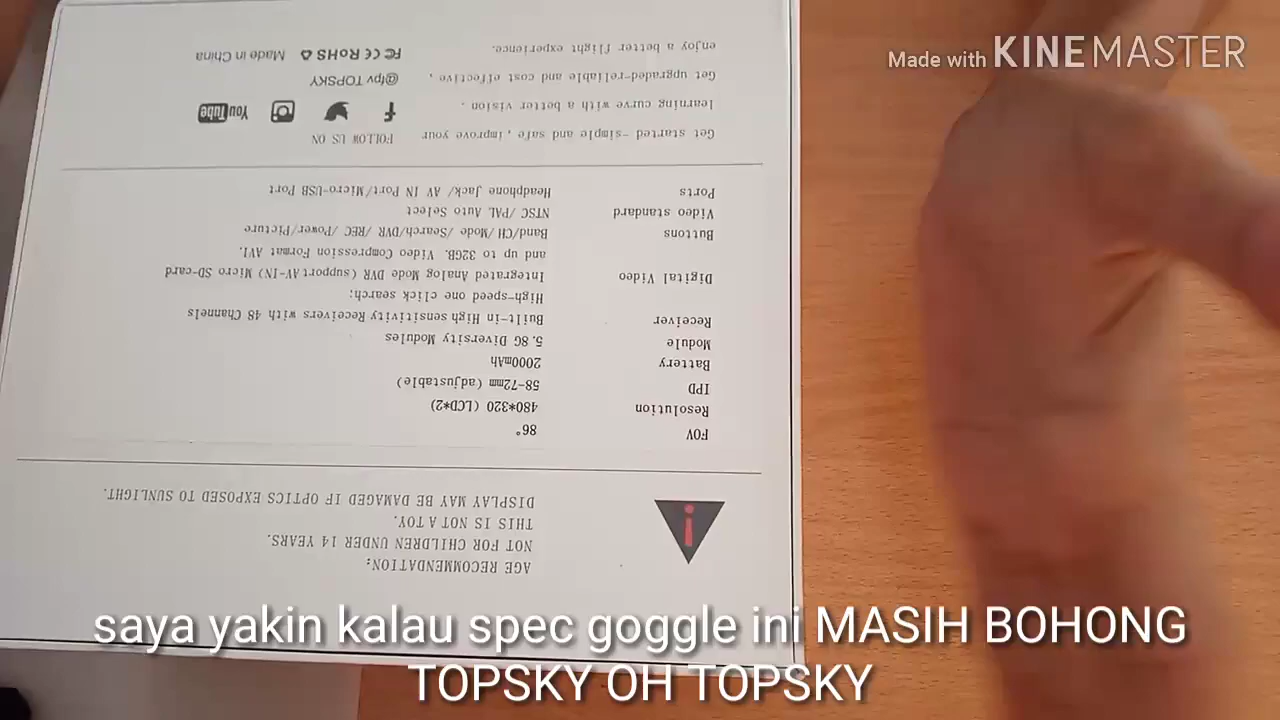 Made with KINEMASTER
AGE RECOMMENDATION:
NOT FOR CHILDREN UNDER 14 YEARS.
THIS IS NOT A TOY.
DISPLAY MAY BE DAMAGED IF OPTICS EXPOSED TO SUNLIGHT.
FOV 86°
Resolution 480*320 (LCD*2)
IPD 58-72mm (adjustable)
Battery 2000mAh
Module 5.8G Diversity Modules
Receiver Built-in High sensitivity Receivers with 48 Channels
High-speed one click search;
Digital Video Integrated Analog Mode DVR (support AV-IN) Micro SD-card
and up to 32GB. Video Compression Format AVI.
Buttons Band/CH/Mode /Search/DVR /REC /Power/Picture
Video standard NTSC /PAL Auto Select
Ports Headphone Jack/ AV IN Port/Micro-USB Port
Get started -simple and safe , improve your
learning curve with a better vision .
Get upgraded-reliable and cost effective ,
enjoy a better flight experience.
FOLLOW US ON
f YouTube
@fpv TOPSKY
FC CE RoHS Made in China
saya yakin kalau spec goggle ini MASIH BOHONG
TOPSKY OH TOPSKY